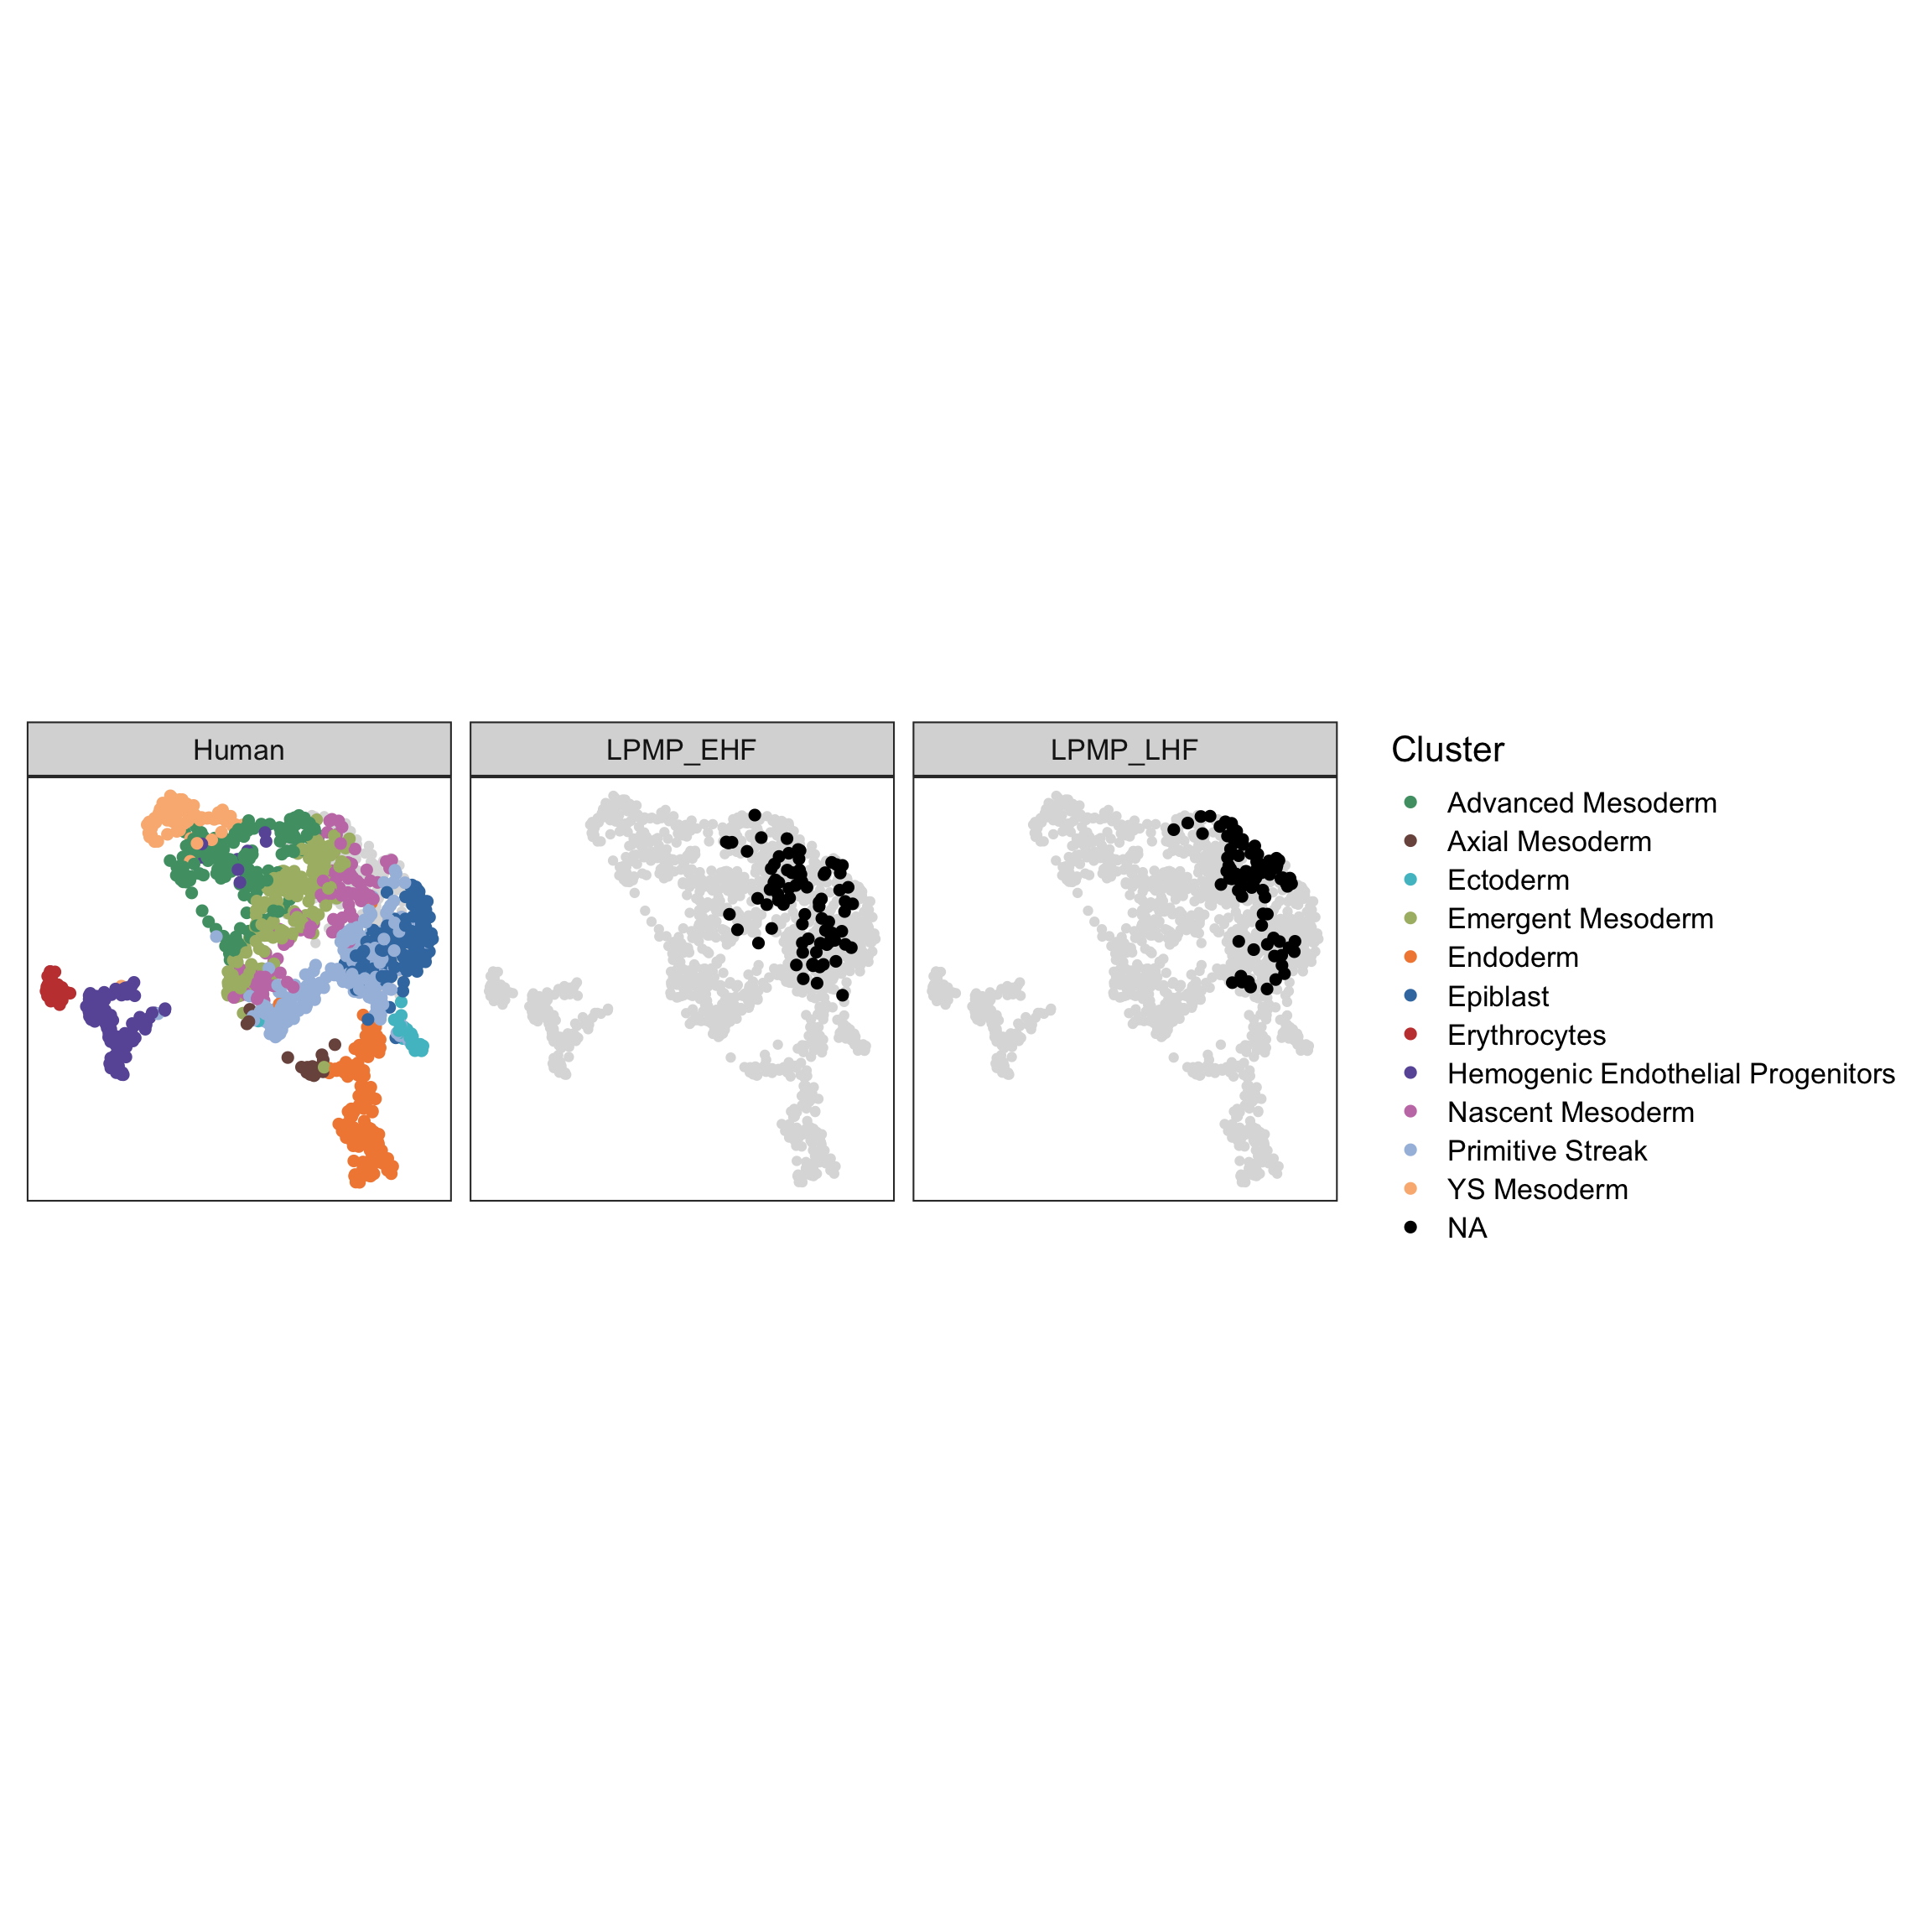 Human
LPMP_EHF
LPMP_LHF
Cluster
Advanced Mesoderm
Axial Mesoderm
Ectoderm
Emergent Mesoderm
Endoderm
Epiblast
Erythrocytes
Hemogenic Endothelial Progenitors
Nascent Mesoderm
Primitive Streak
YS Mesoderm
NA